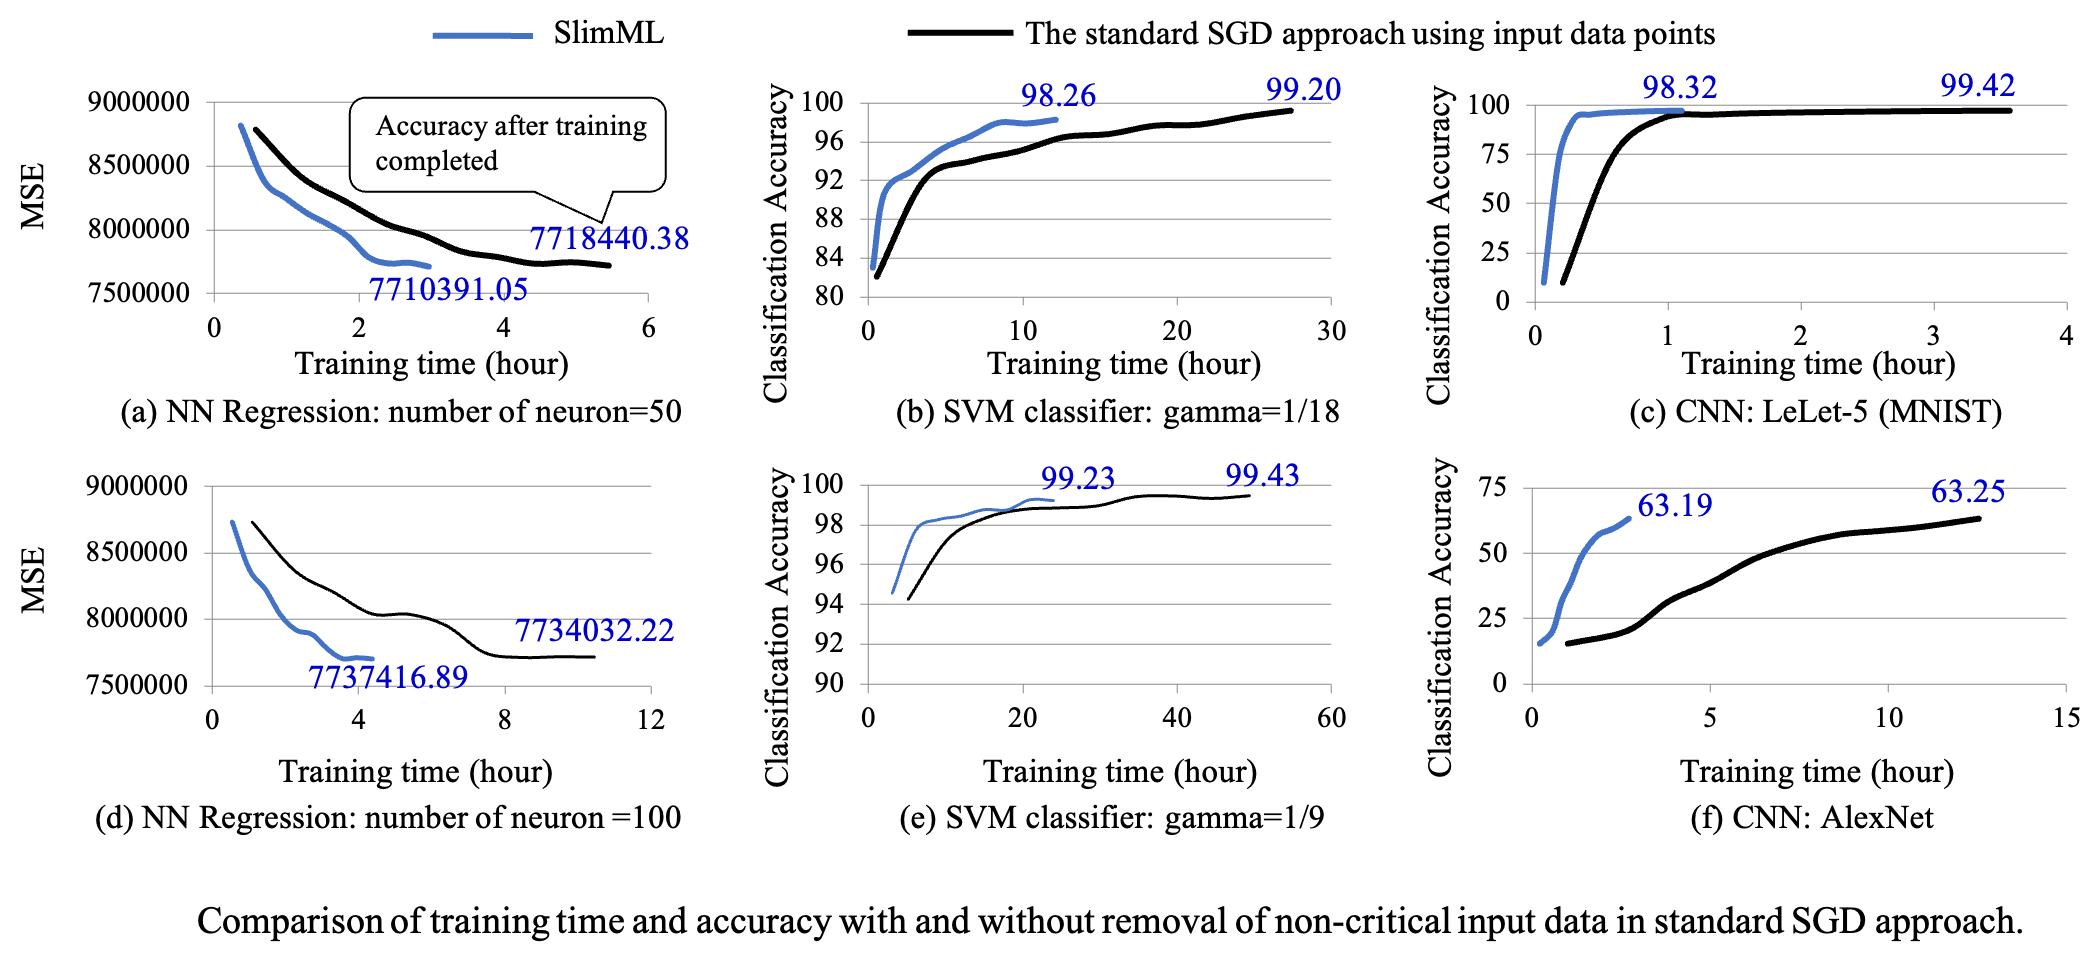 SlimML
The standard SGD approach using input data points
MSE
9000000
8500000
8000000
7500000
0 2 4 6
Accuracy after training
completed
7718440.38
7710391.05
Training time (hour)
(a) NN Regression: number of neuron=50
Classification Accuracy
100
96
92
88
84
80
0 10 20 30
98.26
99.20
Training time (hour)
(b) SVM classifier: gamma=1/18
Classification Accuracy
100
75
50
25
0
0 1 2 3 4
98.32
99.42
Training time (hour)
(c) CNN: LeLet-5 (MNIST)
MSE
9000000
8500000
8000000
7500000
0 4 8 12
7734032.22
7737416.89
Training time (hour)
(d) NN Regression: number of neuron =100
Classification Accuracy
100
98
96
94
92
90
0 20 40 60
99.23
99.43
Training time (hour)
(e) SVM classifier: gamma=1/9
Classification Accuracy
75
50
25
0
0 5 10 15
63.19
63.25
Training time (hour)
(f) CNN: AlexNet
Comparison of training time and accuracy with and without removal of non-critical input data in standard SGD approach.